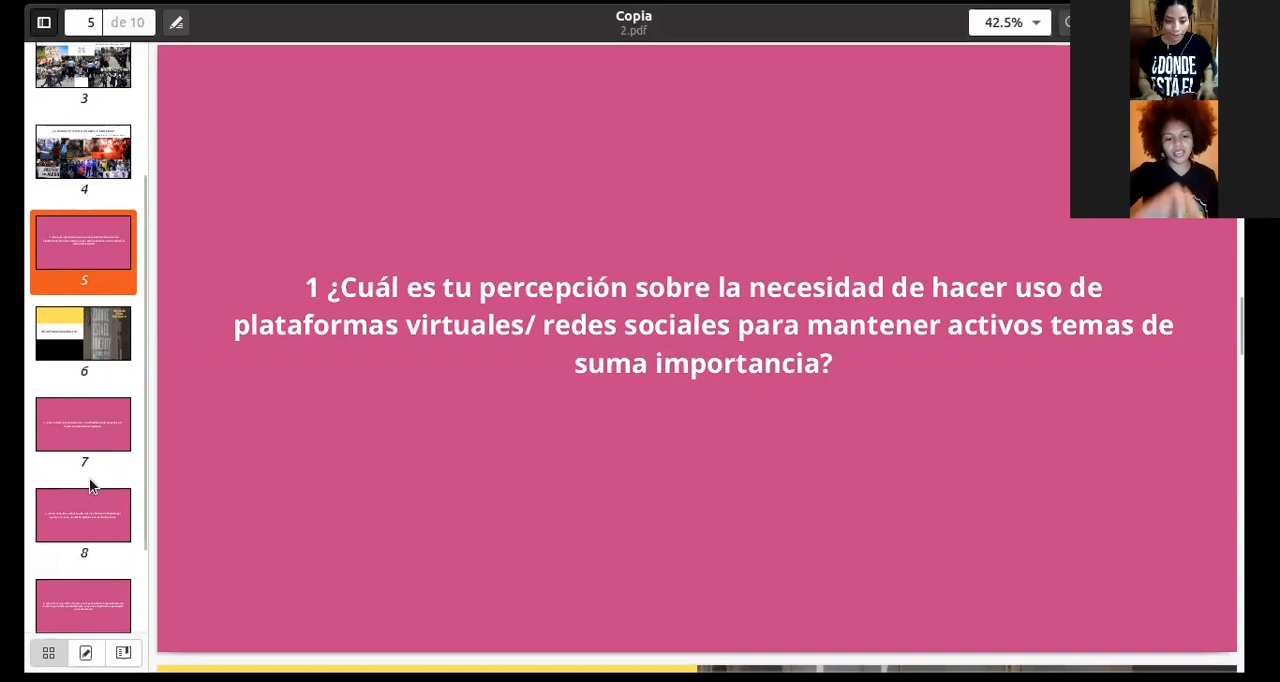 5 de 10
Copia
2.pdf
42.5%
3
4
5
6
7
8
1 ¿Cuál es tu percepción sobre la necesidad de hacer uso de
plataformas virtuales/ redes sociales para mantener activos temas de
suma importancia?
¿DÓNDE
ESTÁ EL